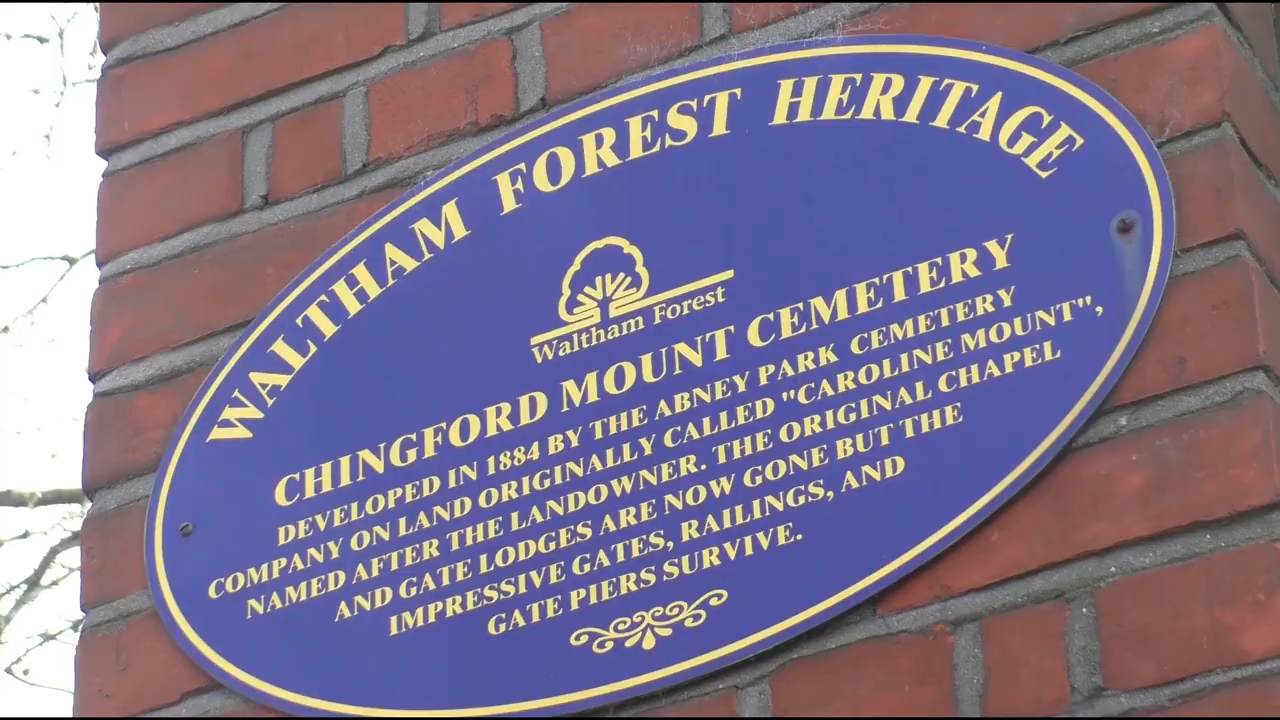 WALTHAM FOREST HERITAGE
Waltham Forest
CHINGFORD MOUNT CEMETERY
DEVELOPED IN 1884 BY THE ABNEY PARK CEMETERY
COMPANY ON LAND ORIGINALLY CALLED "CAROLINE MOUNT",
NAMED AFTER THE LANDOWNER. THE ORIGINAL CHAPEL
AND GATE LODGES ARE NOW GONE BUT THE
IMPRESSIVE GATES, RAILINGS, AND
GATE PIERS SURVIVE.